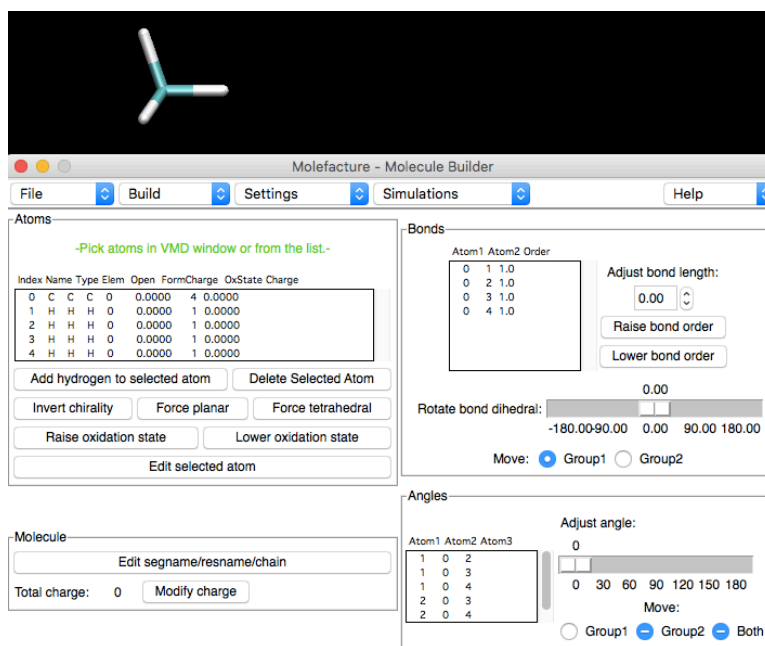 Molefacture - Molecule Builder
File Build Settings Simulations Help
Atoms
-Pick atoms in VMD window or from the list.-
Index Name Type Elem Open FormCharge OxState Charge
0 C C C 0 0.0000 4 0.0000
1 H H H 0 0.0000 1 0.0000
2 H H H 0 0.0000 1 0.0000
3 H H H 0 0.0000 1 0.0000
4 H H H 0 0.0000 1 0.0000
Add hydrogen to selected atom Delete Selected Atom
Invert chirality Force planar Force tetrahedral
Raise oxidation state Lower oxidation state
Edit selected atom
Molecule
Edit segname/resname/chain
Total charge: 0 Modify charge
Bonds
Atom1 Atom2 Order
0 1 1.0
0 2 1.0
0 3 1.0
0 4 1.0
Adjust bond length:
0.00
Raise bond order
Lower bond order
0.00
Rotate bond dihedral:
-180.00-90.00 0.00 90.00 180.00
Move: Group1 Group2
Angles
Atom1 Atom2 Atom3
1 0 2
1 0 3
1 0 4
2 0 3
2 0 4
Adjust angle:
0
0 30 60 90 120 150 180
Move:
Group1 Group2 Both